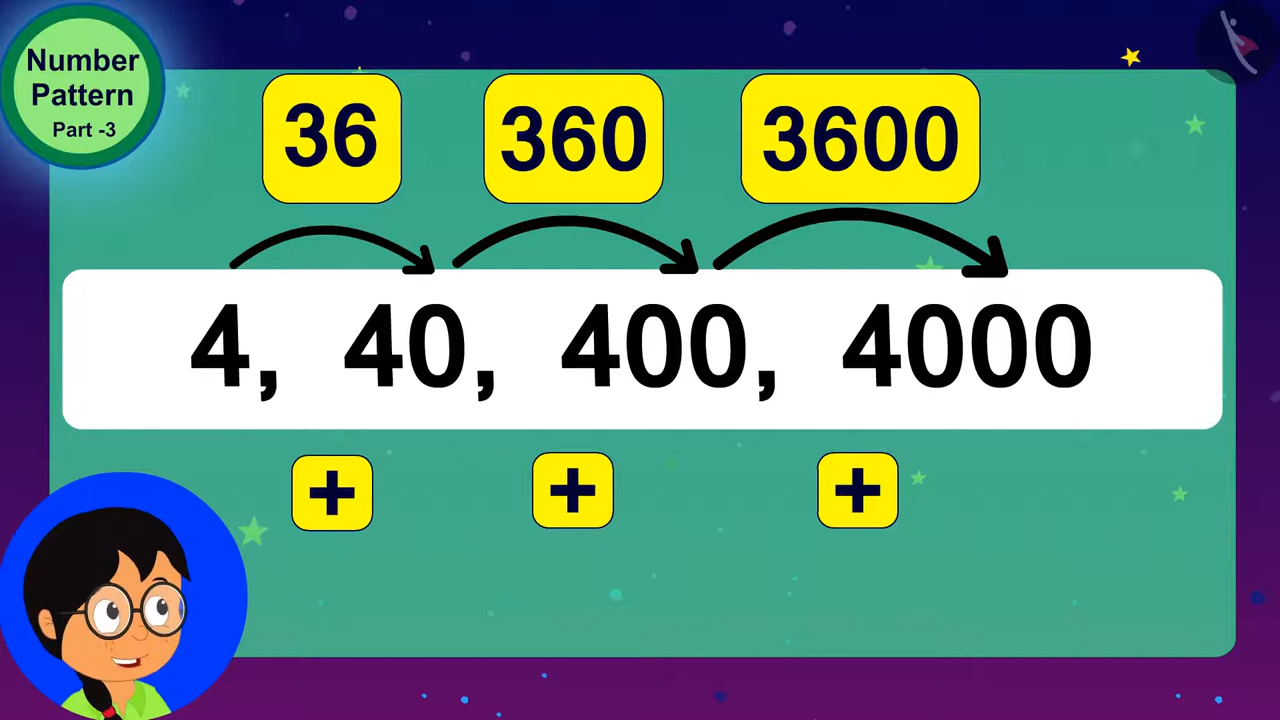 Number
Pattern
Part -3
36 360 3600
4, 40, 400, 4000
+ + +